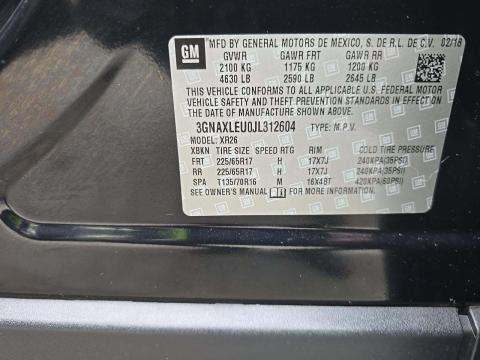 GM
MFD BY GENERAL MOTORS DE MEXICO, S. DE R.L. DE C.V. 02/18
GVWR GAWR FRT GAWR RR
2100 KG 1175 KG 1200 KG
4630 LB 2590 LB 2645 LB
THIS VEHICLE CONFORMS TO ALL APPLICABLE U.S. FEDERAL MOTOR
VEHICLE SAFETY, BUMPER, AND THEFT PREVENTION STANDARDS IN EFFECT ON
THE DATE OF MANUFACTURE SHOWN ABOVE.
3GNAXLEU0JL312604 TYPE: M.P.V.
MODEL: XR26
XBKN TIRE SIZE SPEED RTG RIM COLD TIRE PRESSURE
FRT 225/65R17 H 17X7J 240KPA(35PSI)
RR 225/65R17 H 17X7J 240KPA(35PSI)
SPA T135/70R16 M 16X4BT 420KPA(60PSI)
SEE OWNER'S MANUAL FOR MORE INFORMATION.